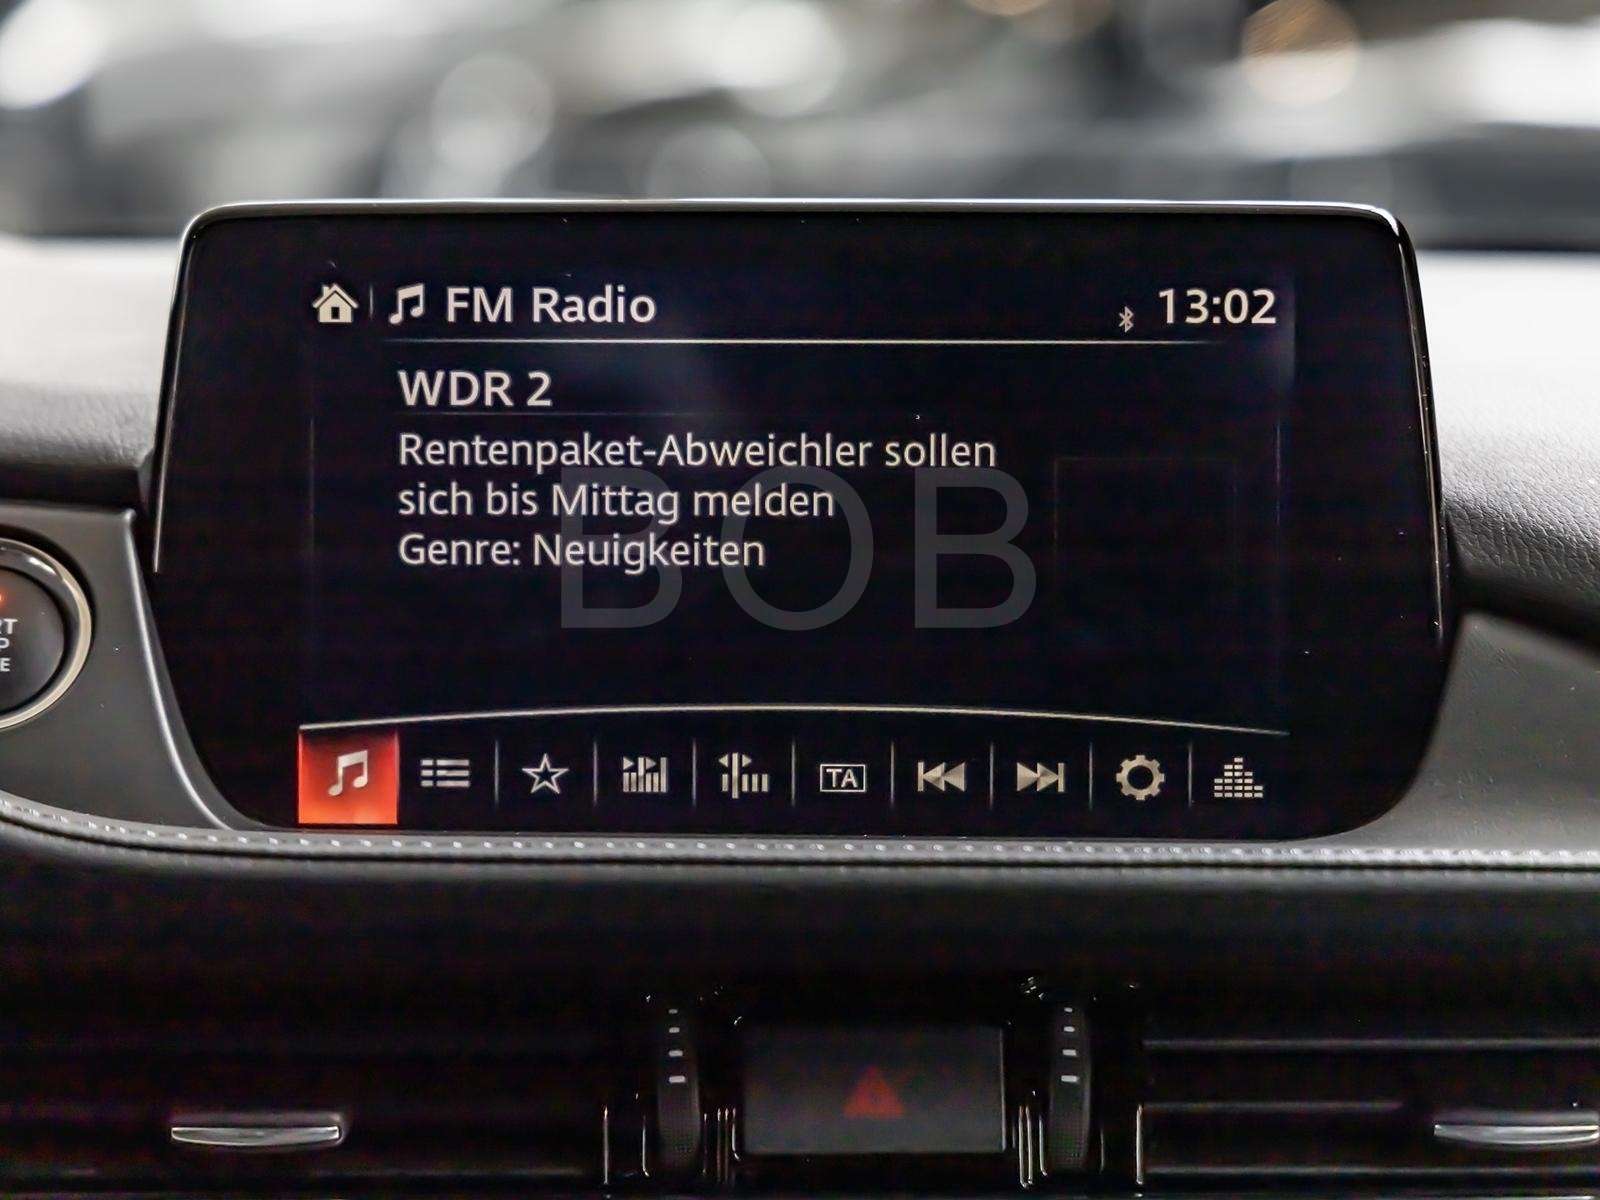 FM Radio 13:02
WDR 2
Rentenpaket-Abweichler sollen
sich bis Mittag melden
Genre: Neuigkeiten
BOB
TA